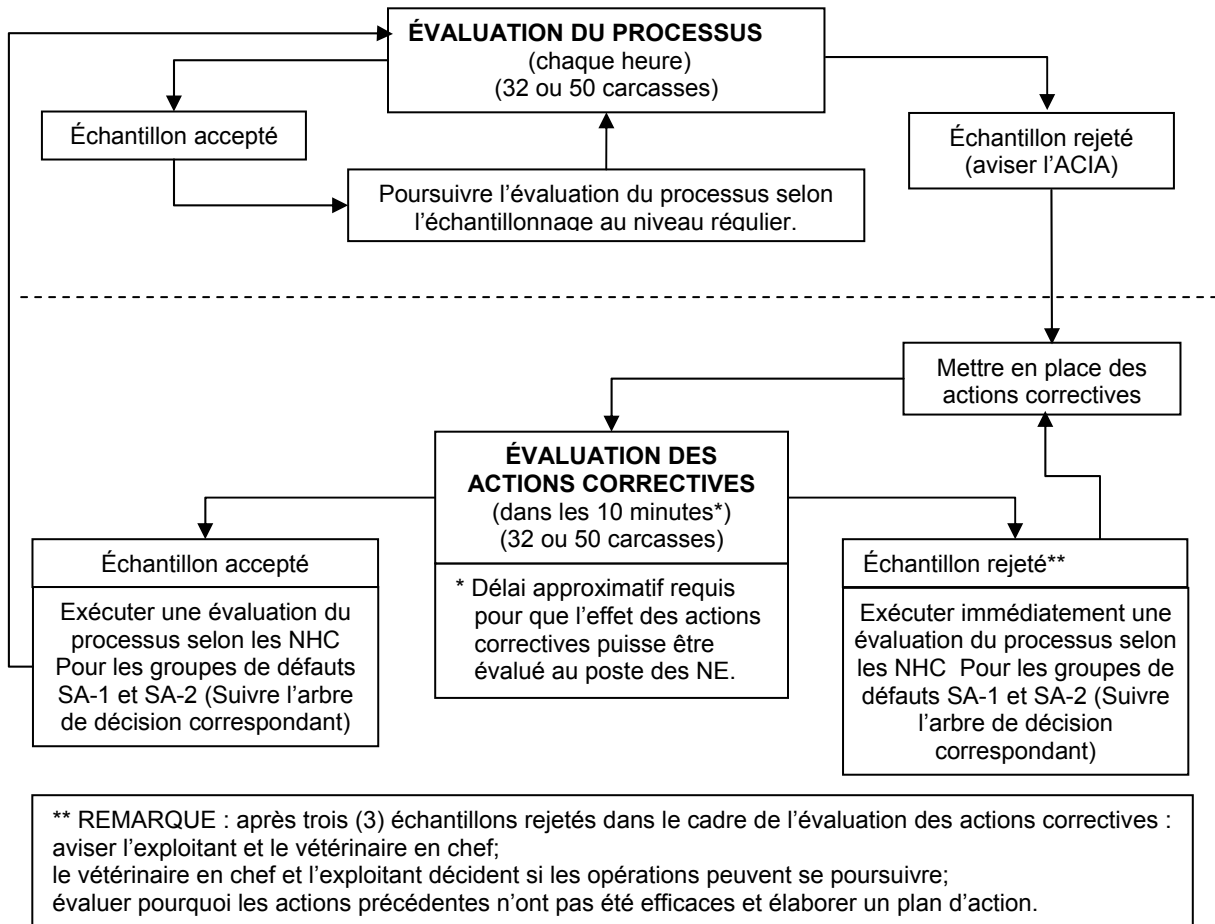 ÉVALUATION DU PROCESSUS
(chaque heure)
(32 ou 50 carcasses)
Échantillon accepté
Échantillon rejeté
(aviser l'ACIA)
Poursuivre l'évaluation du processus selon
l'échantillonnage au niveau régulier.
Mettre en place des
actions correctives
ÉVALUATION DES
ACTIONS CORRECTIVES
(dans les 10 minutes*)
(32 ou 50 carcasses)
* Délai approximatif requis
pour que l'effet des actions
correctives puisse être
évalué au poste des NE.
Échantillon accepté
Exécuter une évaluation du
processus selon les NHC
Pour les groupes de défauts
SA-1 et SA-2 (Suivre l'arbre
de décision correspondant)
Échantillon rejeté**
Exécuter immédiatement une
évaluation du processus selon
les NHC  Pour les groupes de
défauts SA-1 et SA-2 (Suivre
l'arbre de décision
correspondant)
** REMARQUE : après trois (3) échantillons rejetés dans le cadre de l'évaluation des actions correctives :
aviser l'exploitant et le vétérinaire en chef;
le vétérinaire en chef et l'exploitant décident si les opérations peuvent se poursuivre;
évaluer pourquoi les actions précédentes n'ont pas été efficaces et élaborer un plan d'action.